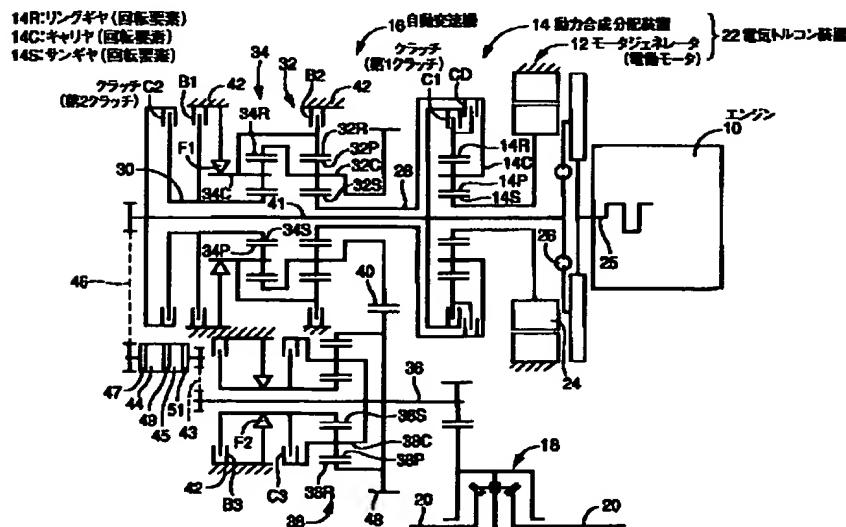 14R:リングギヤ(回転要素)
14C:キャリヤ(回転要素)
14S:サンギヤ(回転要素)
16 自動変速機
14 動力合成分配装置
12 モータジェネレータ
(電動モータ)
22 電気トルコン装置
クラッチ
(第1クラッチ)
C1
CD
クラッチ C2
(第2クラッチ)
B1
42
34
32
B2
42
エンジン
10
34R
32R
32P
32C
32S
14R
14C
14P
14S
F1
30
34C
41
28
34S
34P
26
25
46
40
24
47
44
49
45
51
43
36
F2
38S
38C
38P
38R
42
B3
C3
38
48
18
20
20